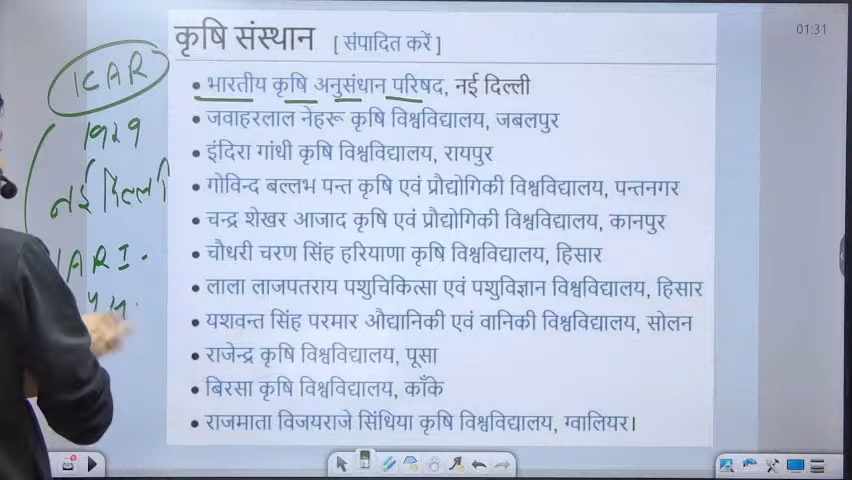 कृषि संस्थान [ संपादित करें ]
01:31
• भारतीय कृषि अनुसंधान परिषद, नई दिल्ली
• जवाहरलाल नेहरू कृषि विश्वविद्यालय, जबलपुर
• इंदिरा गांधी कृषि विश्वविद्यालय, रायपुर
• गोविन्द बल्लभ पन्त कृषि एवं प्रौद्योगिकी विश्वविद्यालय, पन्तनगर
• चन्द्र शेखर आजाद कृषि एवं प्रौद्योगिकी विश्वविद्यालय, कानपुर
• चौधरी चरण सिंह हरियाणा कृषि विश्वविद्यालय, हिसार
• लाला लाजपतराय पशुचिकित्सा एवं पशुविज्ञान विश्वविद्यालय, हिसार
• यशवन्त सिंह परमार औद्यानिकी एवं वानिकी विश्वविद्यालय, सोलन
• राजेन्द्र कृषि विश्वविद्यालय, पूसा
• बिरसा कृषि विश्वविद्यालय, काँके
• राजमाता विजयराजे सिंधिया कृषि विश्वविद्यालय, ग्वालियर।
ICAR
1929
नई दिल्ली
IARI